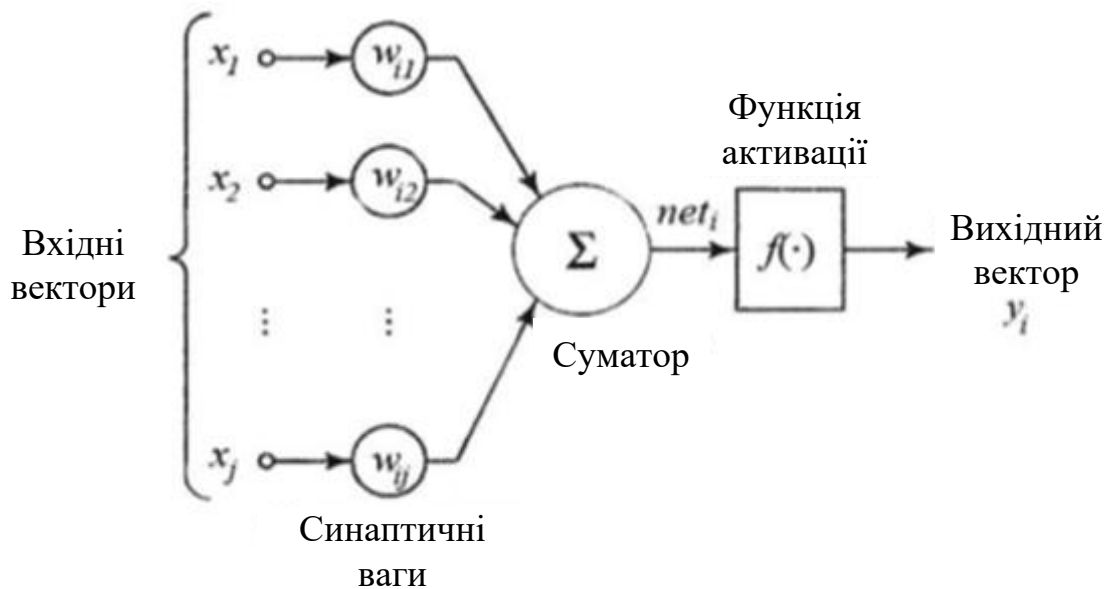 x1
wi1
x2
wi2
Вхідні
вектори
⋮
⋮
xj
wij
Синаптичні
ваги
Σ
Суматор
neti
Функція
активації
f(·)
Вихідний
вектор
yi